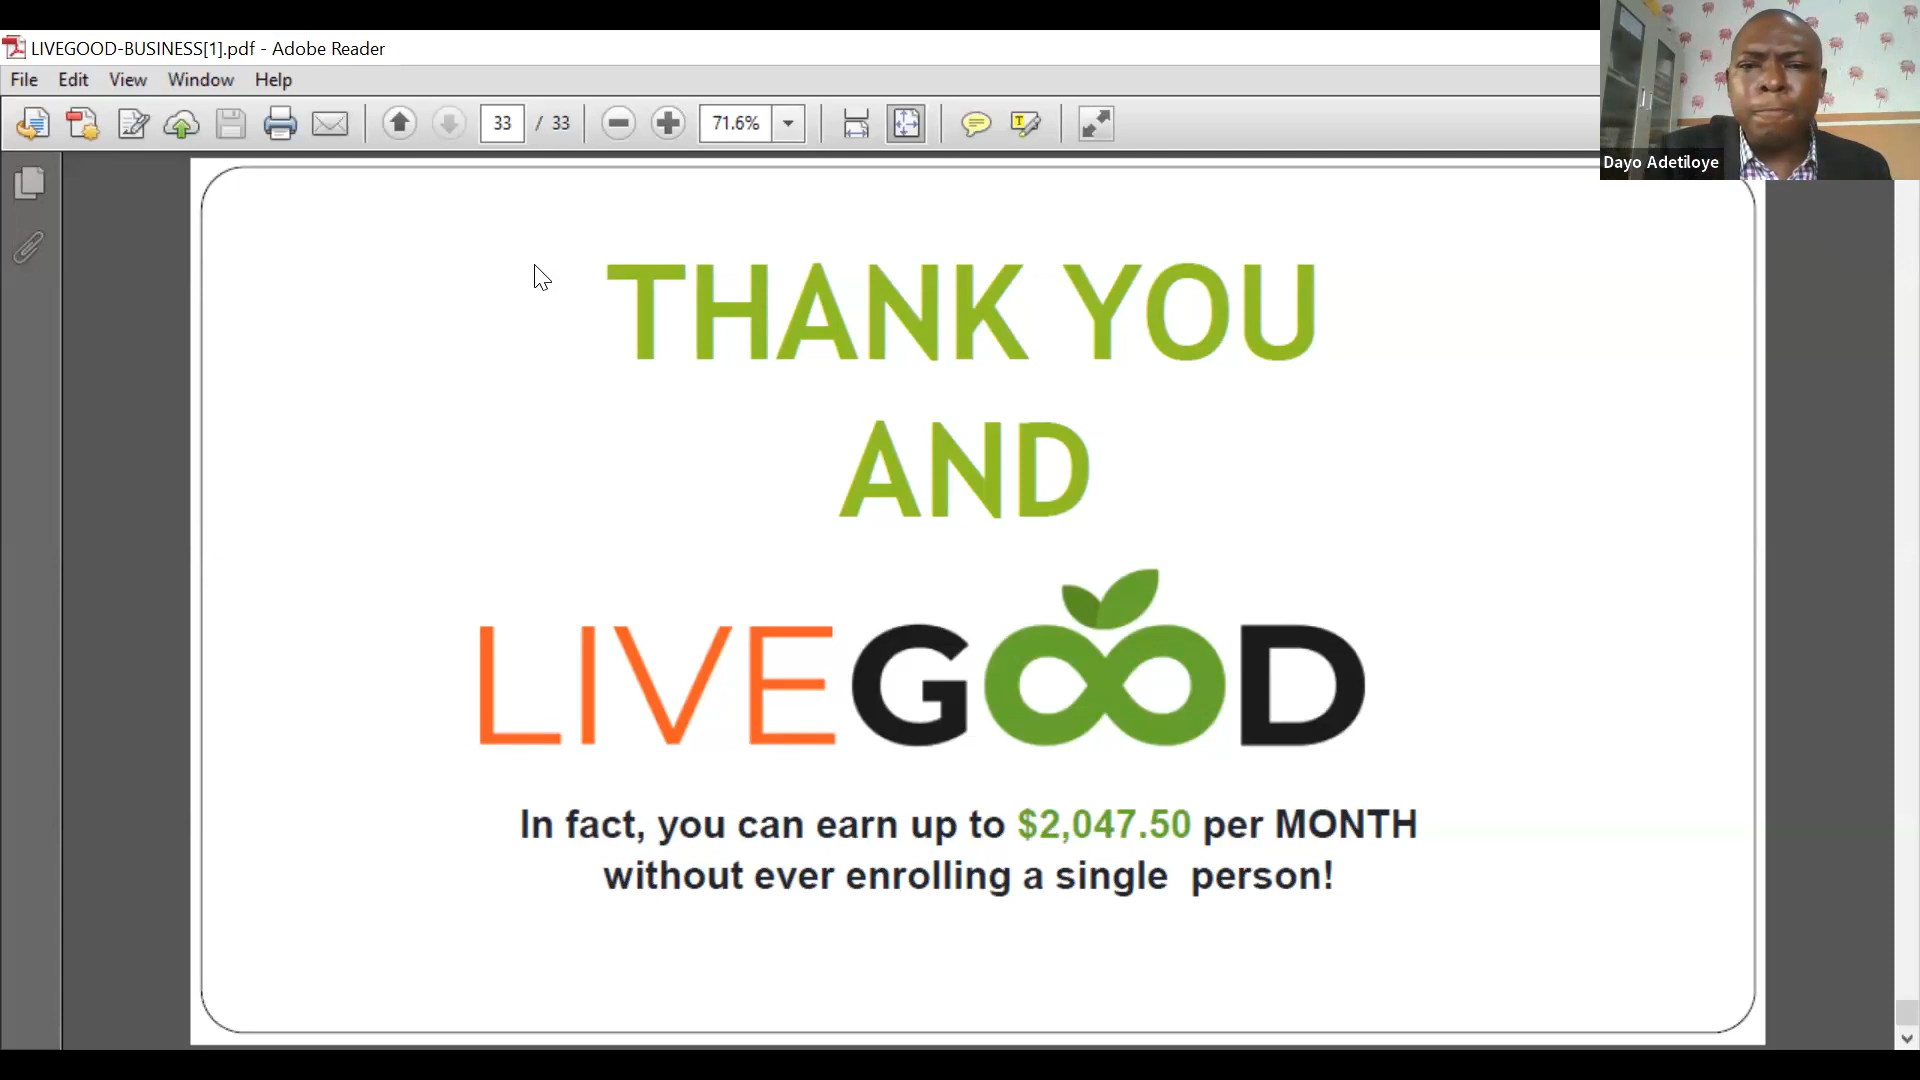 LIVEGOOD-BUSINESS[1].pdf - Adobe Reader
File Edit View Window Help
33 / 33 71.6%
Dayo Adetiloye
THANK YOU
AND
LIVEGOOD
In fact, you can earn up to $2,047.50 per MONTH
without ever enrolling a single person!